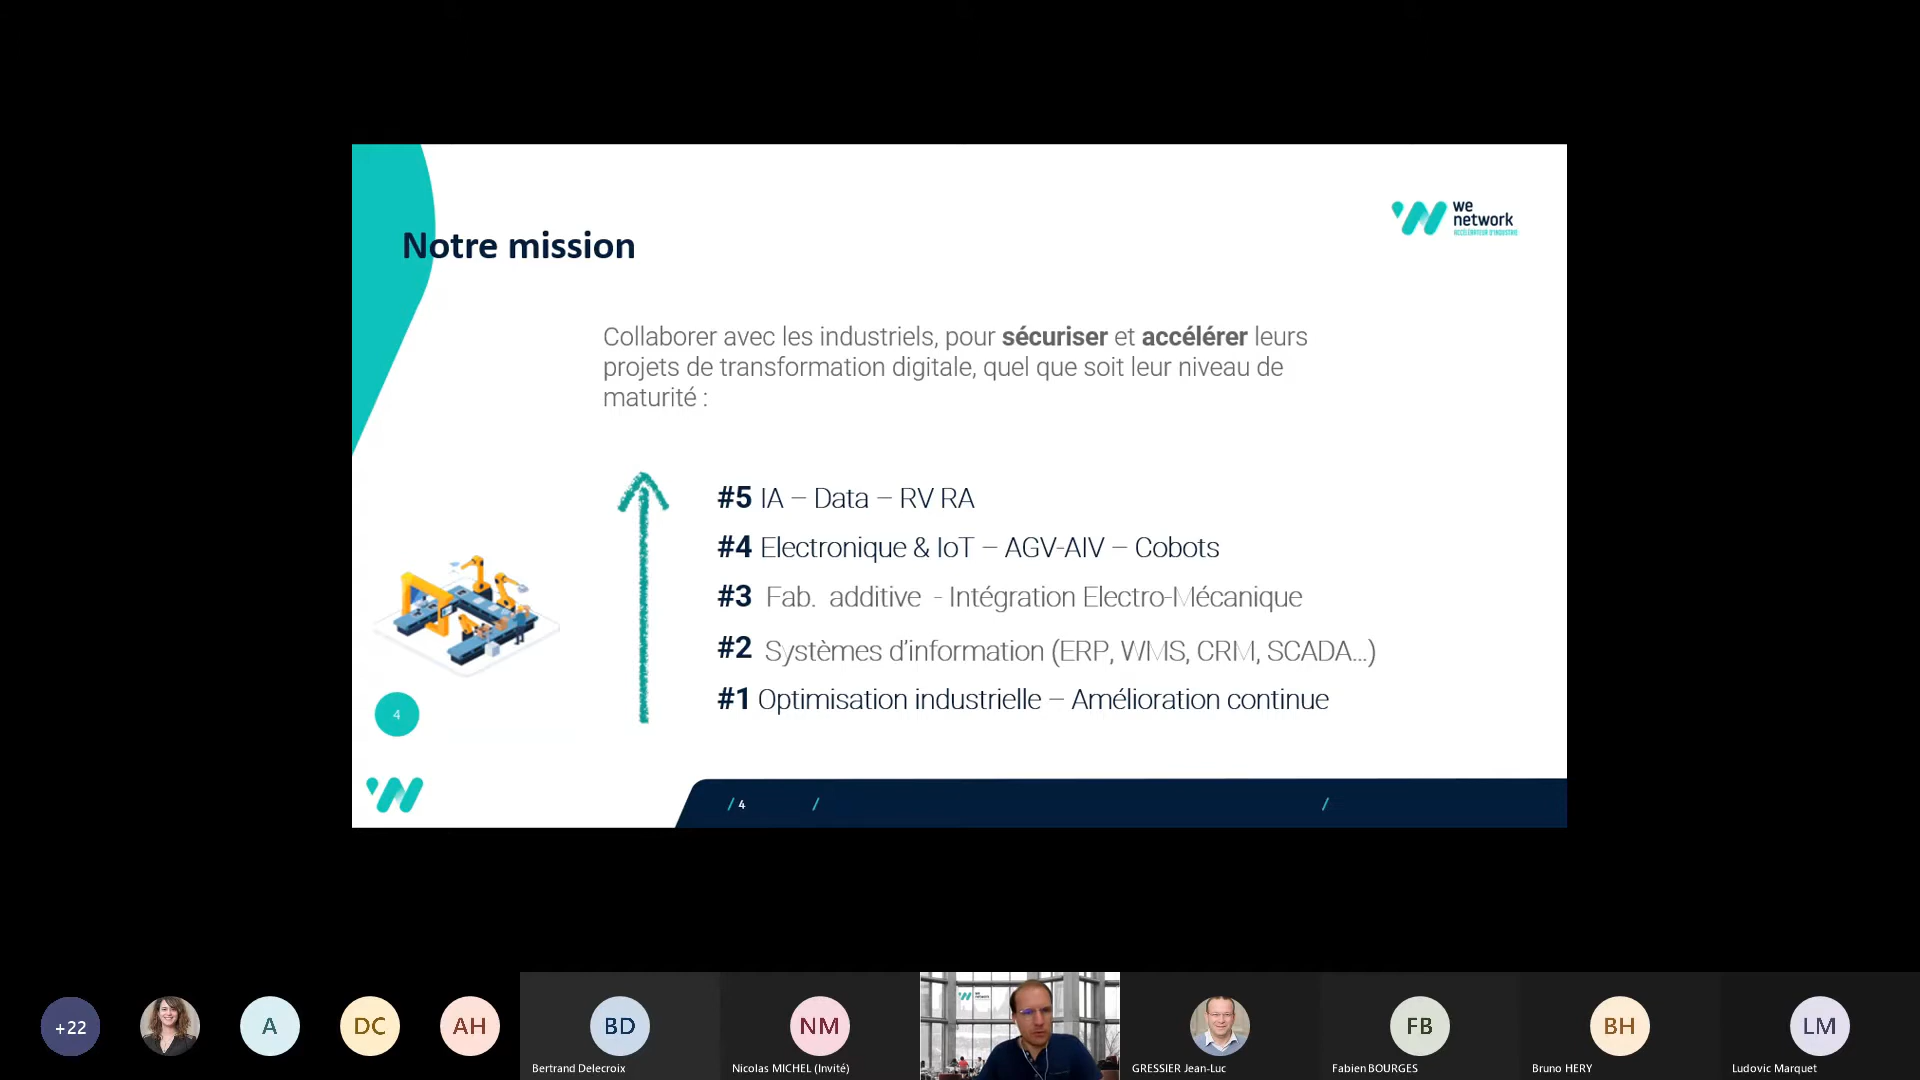 we
network
ACCÉLÉRATEUR D'INDUSTRIE
Notre mission
Collaborer avec les industriels, pour sécuriser et accélérer leurs
projets de transformation digitale, quel que soit leur niveau de
maturité :
#5 IA – Data – RV RA
#4 Electronique & IoT – AGV-AIV – Cobots
#3 Fab. additive - Intégration Electro-Mécanique
#2 Systèmes d'information (ERP, WMS, CRM, SCADA...)
#1 Optimisation industrielle – Amélioration continue
4
/ 4 / /
+22
A
DC
AH
BD
Bertrand Delecroix
NM
Nicolas MICHEL (Invité)
we
network
GRESSIER Jean-Luc
FB
Fabien BOURGES
BH
Bruno HERY
LM
Ludovic Marquet